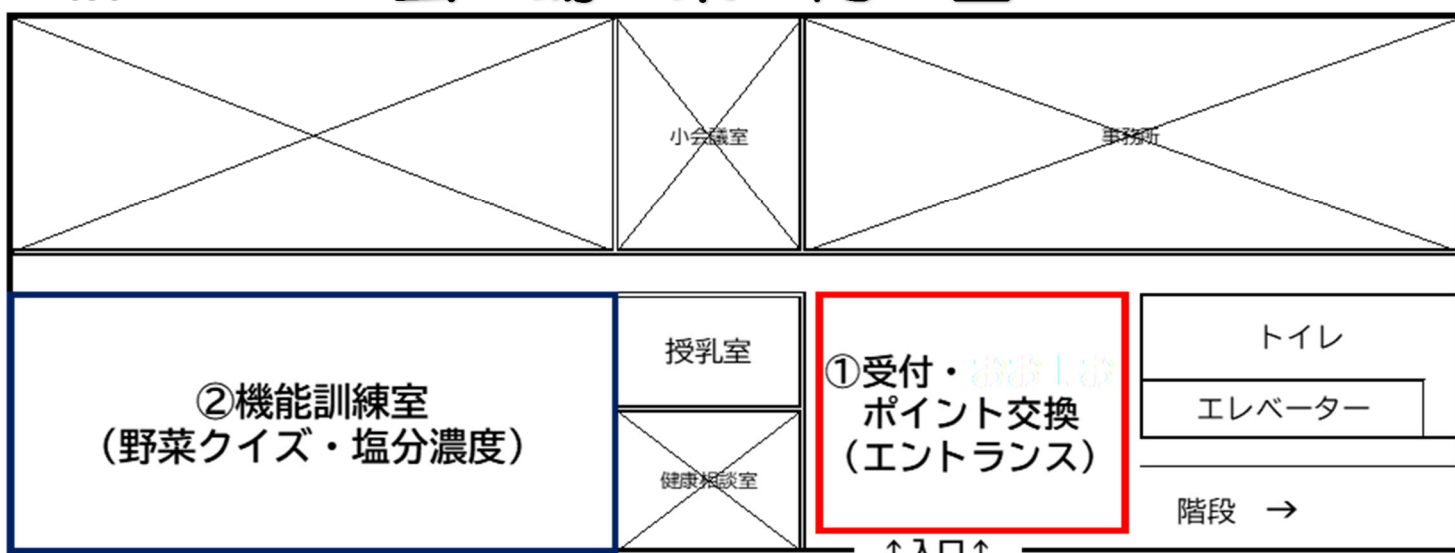 小会議室
事務所
②機能訓練室
（野菜クイズ・塩分濃度）
授乳室
健康相談室
①受付・
ポイント交換
（エントランス）
トイレ
エレベーター
階段　→
↑入口↑